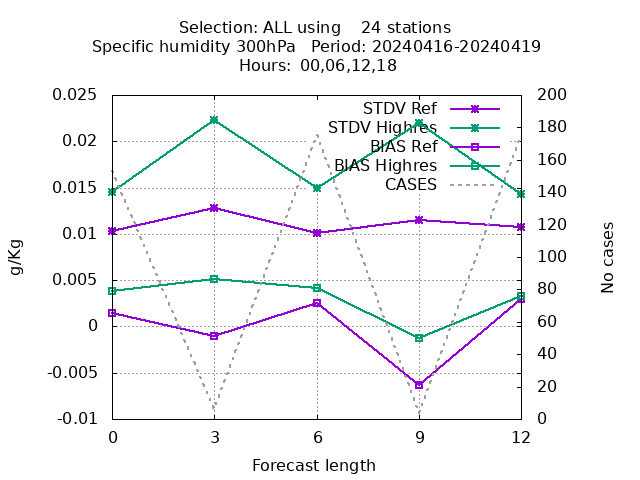 Selection: ALL using    24 stations
Specific humidity 300hPa   Period: 20240416-20240419
Hours:  00,06,12,18
0.025
0.02
0.015
0.01
0.005
0
-0.005
-0.01
200
180
160
140
120
100
80
60
40
20
0
STDV Ref
STDV Highres
BIAS Ref
BIAS Highres
CASES
g/Kg
No cases
0 3 6 9 12
Forecast length